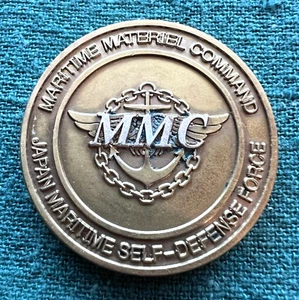 MARITIME MATERIEL COMMAND
MMC
JAPAN MARITIME SELF-DEFENSE FORCE